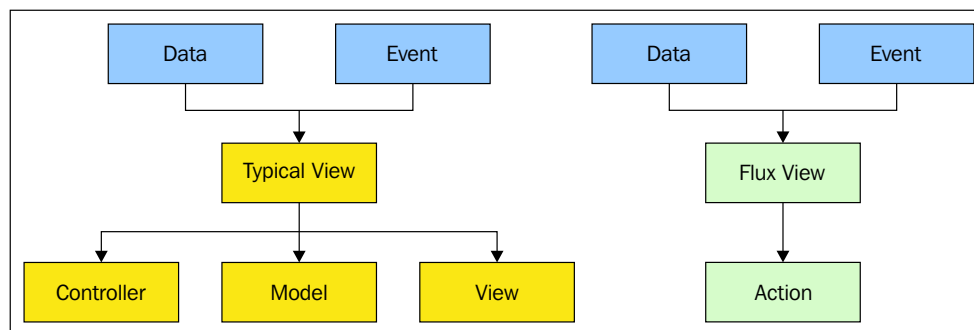 Data
Event
Data
Event
Typical View
Flux View
Controller
Model
View
Action